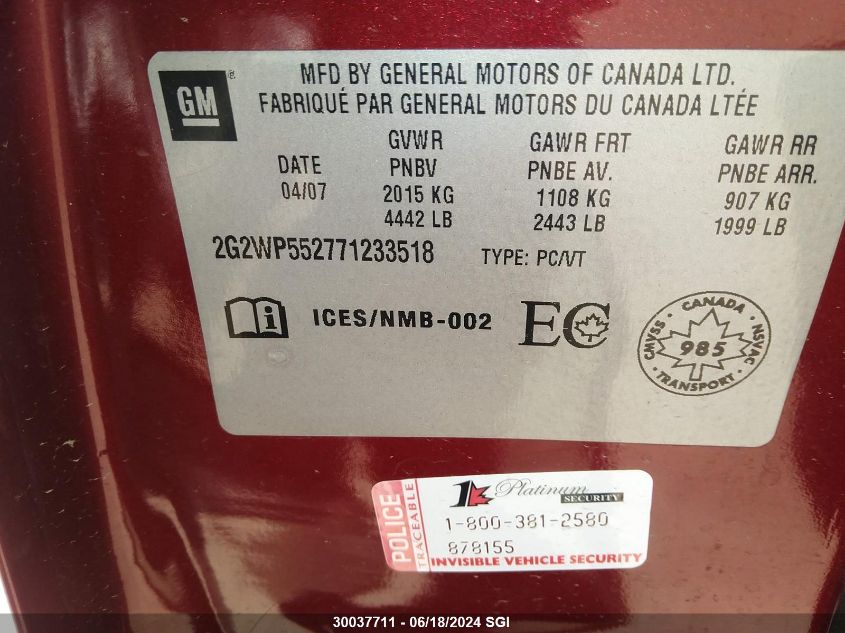 GM
MFD BY GENERAL MOTORS OF CANADA LTD.
FABRIQUÉ PAR GENERAL MOTORS DU CANADA LTÉE
DATE
04/07
GVWR
PNBV
2015 KG
4442 LB
GAWR FRT
PNBE AV.
1108 KG
2443 LB
GAWR RR
PNBE ARR.
907 KG
1999 LB
2G2WP552771233518 TYPE: PC/VT
i ICES/NMB-002 EC
CANADA
CMVSS 985 NSVAC
TRANSPORT
POLICE
TRACEABLE
1K Platinum
SECURITY
1-800-381-2580
878155
INVISIBLE VEHICLE SECURITY
30037711 - 06/18/2024 SGI